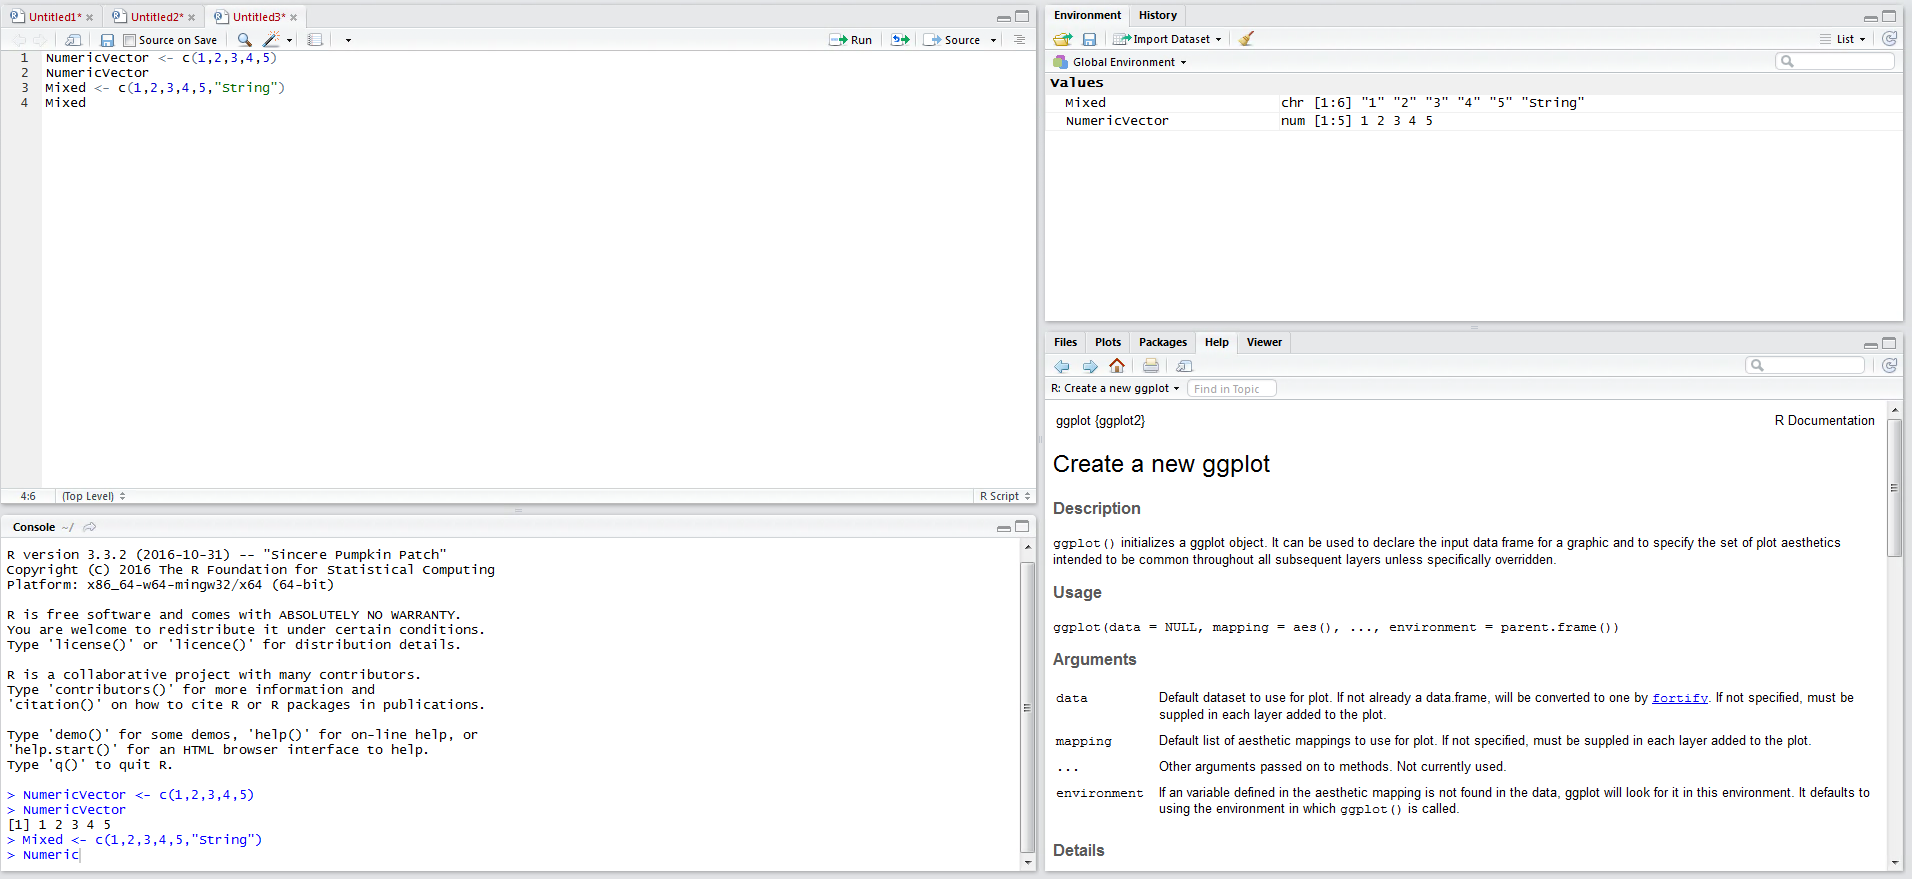 Untitled1* Untitled2* Untitled3*
Source on Save Run Source
1 NumericVector <- c(1,2,3,4,5)
2 NumericVector
3 Mixed <- c(1,2,3,4,5,"String")
4 Mixed
4:6 (Top Level) R Script
Console ~/
R version 3.3.2 (2016-10-31) -- "Sincere Pumpkin Patch"
Copyright (C) 2016 The R Foundation for Statistical Computing
Platform: x86_64-w64-mingw32/x64 (64-bit)
R is free software and comes with ABSOLUTELY NO WARRANTY.
You are welcome to redistribute it under certain conditions.
Type 'license()' or 'licence()' for distribution details.
R is a collaborative project with many contributors.
Type 'contributors()' for more information and
'citation()' on how to cite R or R packages in publications.
Type 'demo()' for some demos, 'help()' for on-line help, or
'help.start()' for an HTML browser interface to help.
Type 'q()' to quit R.
> NumericVector <- c(1,2,3,4,5)
> NumericVector
[1] 1 2 3 4 5
> Mixed <- c(1,2,3,4,5,"String")
> Numeric
Environment History
Import Dataset List
Global Environment
Values
Mixed chr [1:6] "1" "2" "3" "4" "5" "String"
NumericVector num [1:5] 1 2 3 4 5
Files Plots Packages Help Viewer
R: Create a new ggplot Find in Topic
ggplot {ggplot2} R Documentation
Create a new ggplot
Description
ggplot() initializes a ggplot object. It can be used to declare the input data frame for a graphic and to specify the set of plot aesthetics
intended to be common throughout all subsequent layers unless specifically overridden.
Usage
ggplot(data = NULL, mapping = aes(), ..., environment = parent.frame())
Arguments
data Default dataset to use for plot. If not already a data.frame, will be converted to one by fortify. If not specified, must be
suppled in each layer added to the plot.
mapping Default list of aesthetic mappings to use for plot. If not specified, must be suppled in each layer added to the plot.
... Other arguments passed on to methods. Not currently used.
environment If an variable defined in the aesthetic mapping is not found in the data, ggplot will look for it in this environment. It defaults to
using the environment in which ggplot() is called.
Details